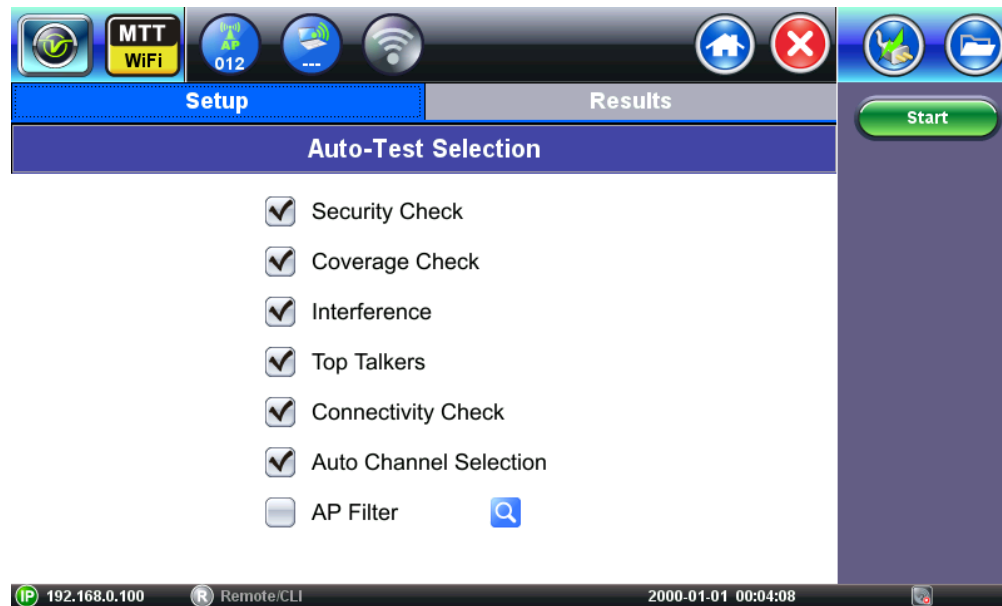 MTT
WiFi
AP
012
---
Setup
Results
Start
Auto-Test Selection
Security Check
Coverage Check
Interference
Top Talkers
Connectivity Check
Auto Channel Selection
AP Filter
IP 192.168.0.100
R Remote/CLI
2000-01-01 00:04:08